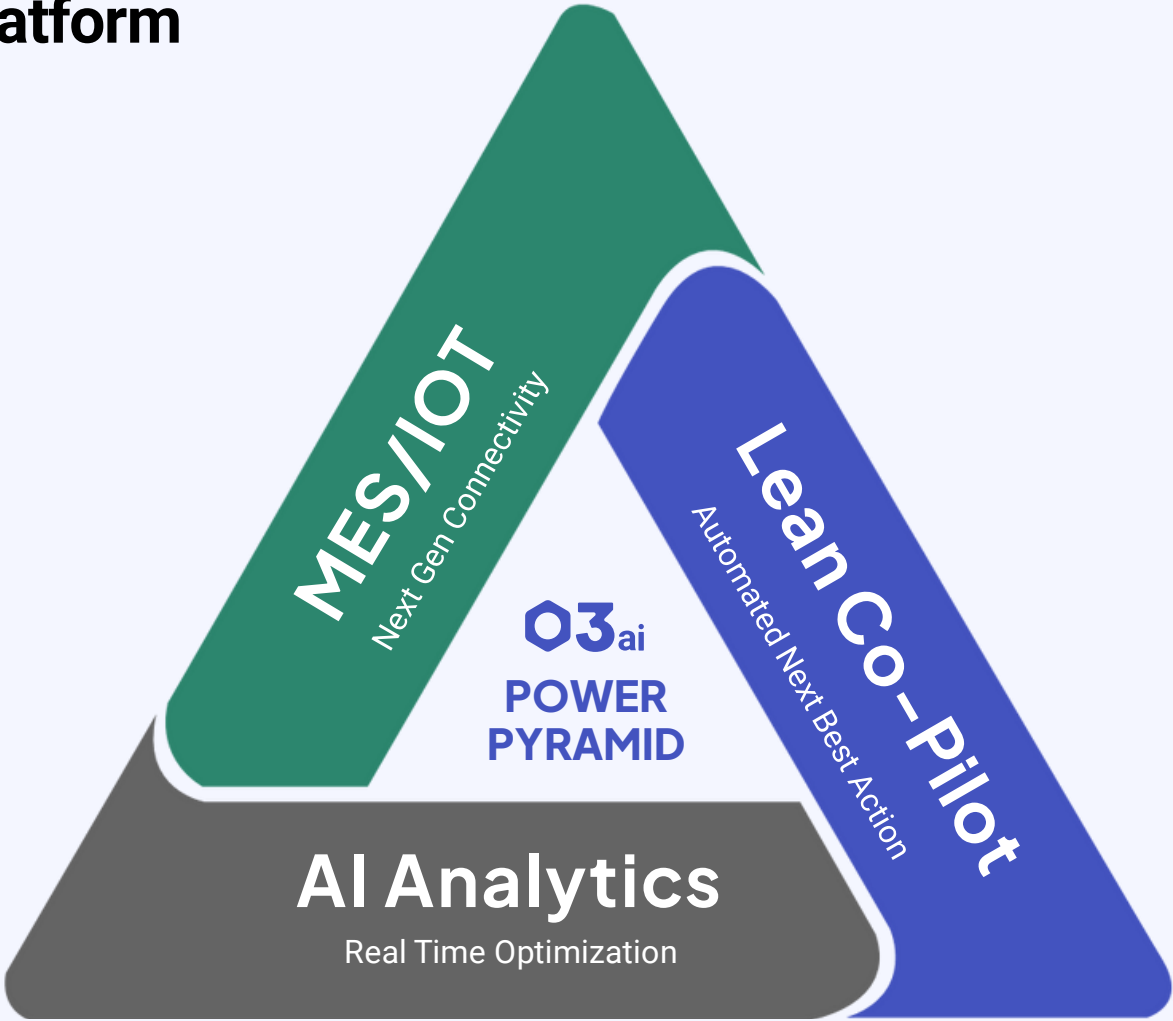 atform
MES/IOT
Next Gen Connectivity
Lean Co-Pilot
Automated Next Best Action
O3ai
POWER
PYRAMID
AI Analytics
Real Time Optimization